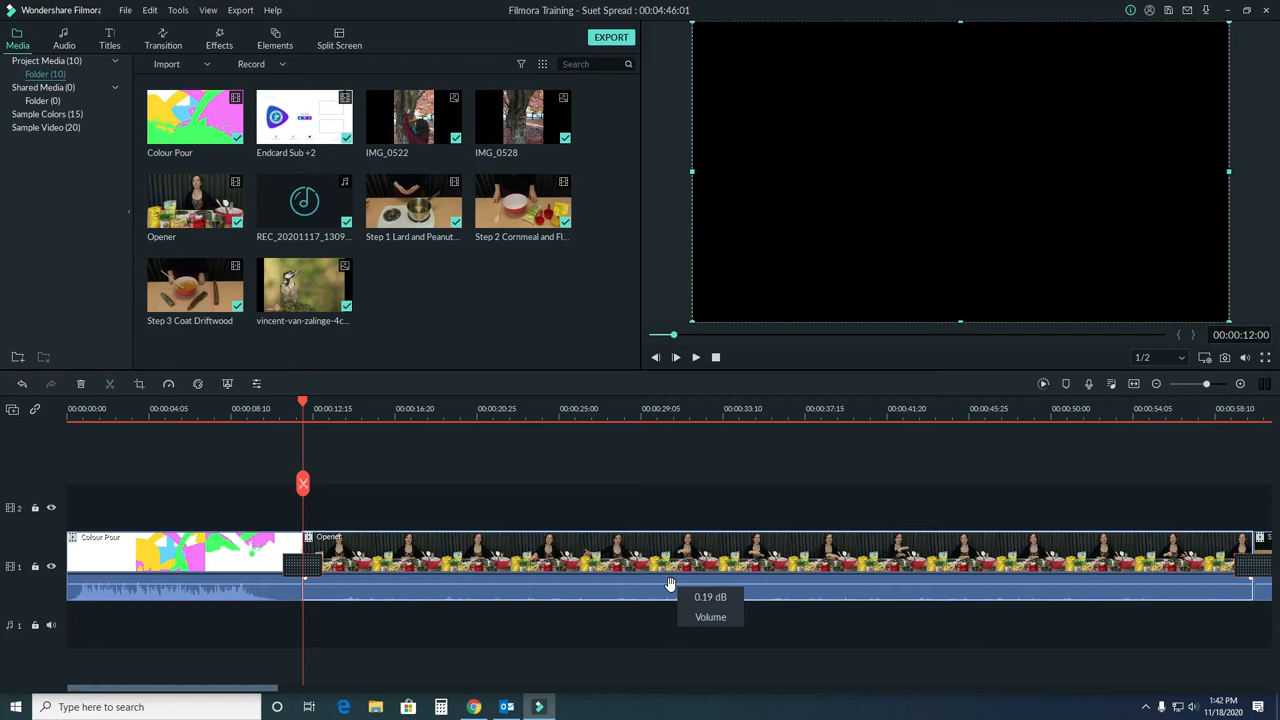 Wondershare Filmora
File Edit Tools View Export Help
Filmora Training - Suet Spread : 00:04:46:01
Media Audio Titles Transition Effects Elements Split Screen
EXPORT
Project Media (10)
Folder (10)
Shared Media (0)
Folder (0)
Sample Colors (15)
Sample Video (20)
Import Record Search
Colour Pour Endcard Sub +2 IMG_0522 IMG_0528
Opener REC_20201117_1309... Step 1 Lard and Peanut... Step 2 Cornmeal and Fl...
Step 3 Coat Driftwood vincent-van-zalinge-4c...
00:00:12:00
1/2
00:00:00:00 00:00:04:05 00:00:08:10 00:00:12:15 00:00:16:20 00:00:20:25 00:00:25:00 00:00:29:05 00:00:33:10 00:00:37:15 00:00:41:20 00:00:45:25 00:00:50:00 00:00:54:05 00:00:58:10
2
Colour Pour Opener S
1
0.19 dB
Volume
1
Type here to search
1:42 PM
11/18/2020